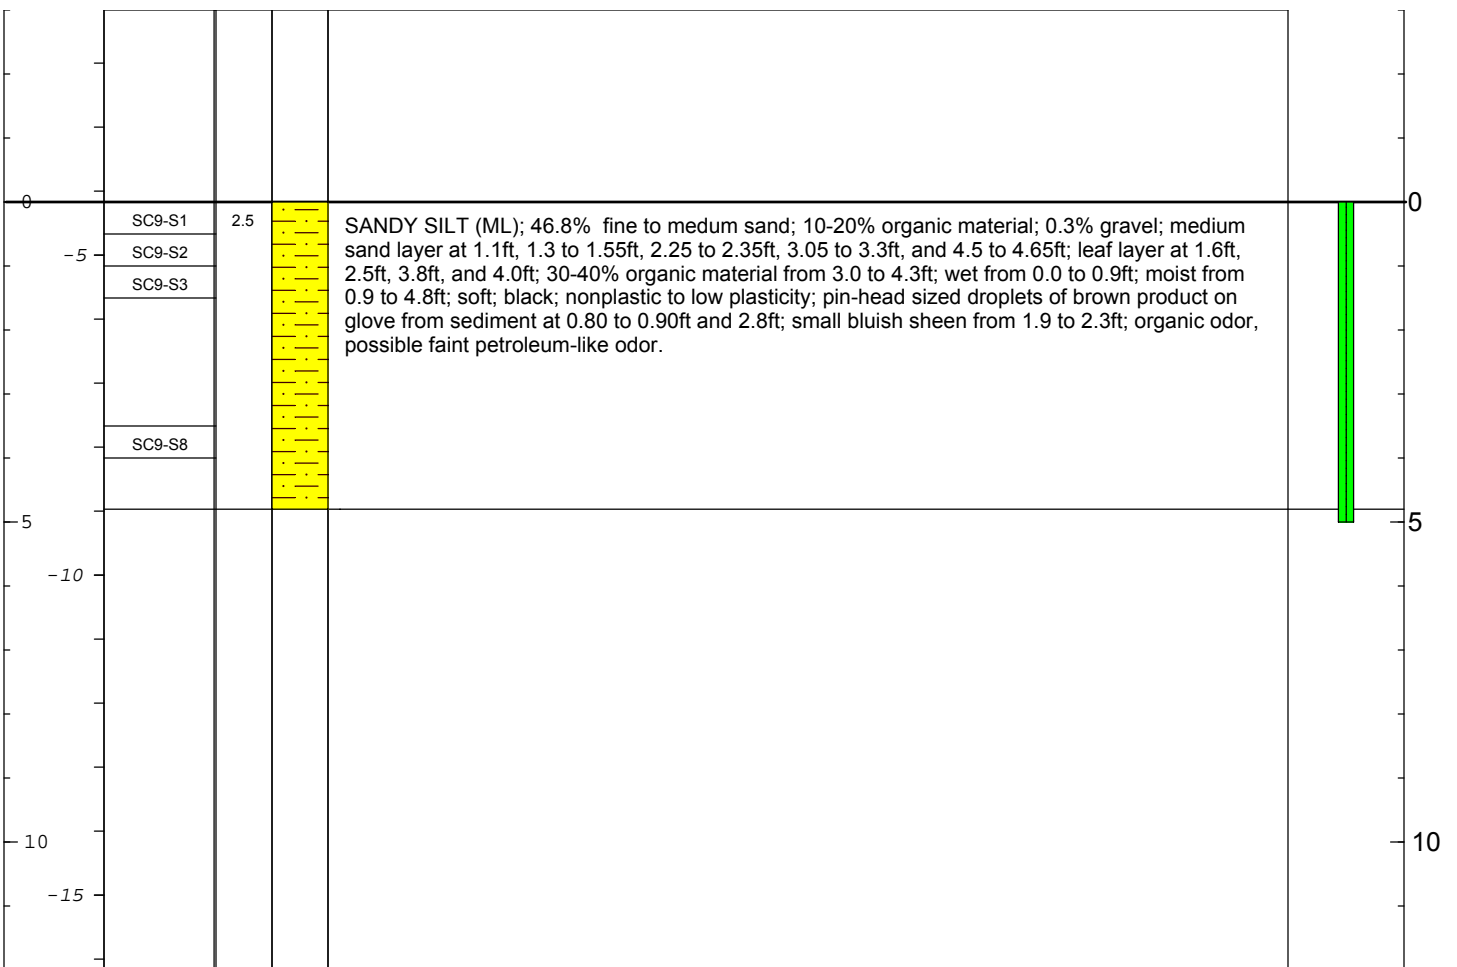 0
0
SC9-S1
2.5
SANDY SILT (ML); 46.8%  fine to medum sand; 10-20% organic material; 0.3% gravel; medium
sand layer at 1.1ft, 1.3 to 1.55ft, 2.25 to 2.35ft, 3.05 to 3.3ft, and 4.5 to 4.65ft; leaf layer at 1.6ft,
2.5ft, 3.8ft, and 4.0ft; 30-40% organic material from 3.0 to 4.3ft; wet from 0.0 to 0.9ft; moist from
0.9 to 4.8ft; soft; black; nonplastic to low plasticity; pin-head sized droplets of brown product on
glove from sediment at 0.80 to 0.90ft and 2.8ft; small bluish sheen from 1.9 to 2.3ft; organic odor,
possible faint petroleum-like odor.
SC9-S2
-5
SC9-S3
SC9-S8
5
5
-10
10
10
-15